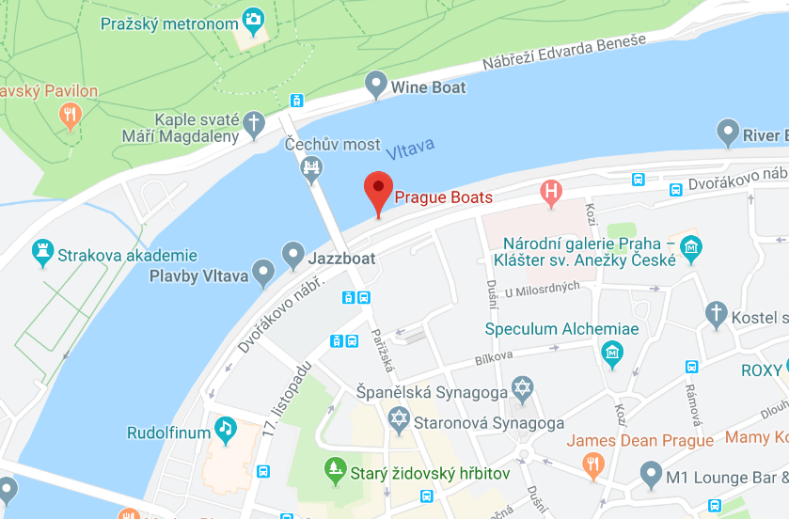 Pražský metronom
Nábřeží Edvarda Beneše
Wine Boat
avský Pavilon
Kaple svaté
Máří Magdaleny
Čechův most
Vltava
River B
Prague Boats
H
Dvořákovo nábř
Kozí
Strakova akademie
Národní galerie Praha –
Klášter sv. Anežky České
Jazzboat
Plavby Vltava
Dušní
U Milosrdných
Dvořákovo nábř.
Kostel s
Speculum Alchemiae
Pařížská
Bílkova
ROXY
17. listopadu
Španělská Synagoga
Rámová
Staronová Synagoga
Kozí
Dlouh
Rudolfinum
James Dean Prague
Mamy Ko
Starý židovský hřbitov
M1 Lounge Bar &
Dušní